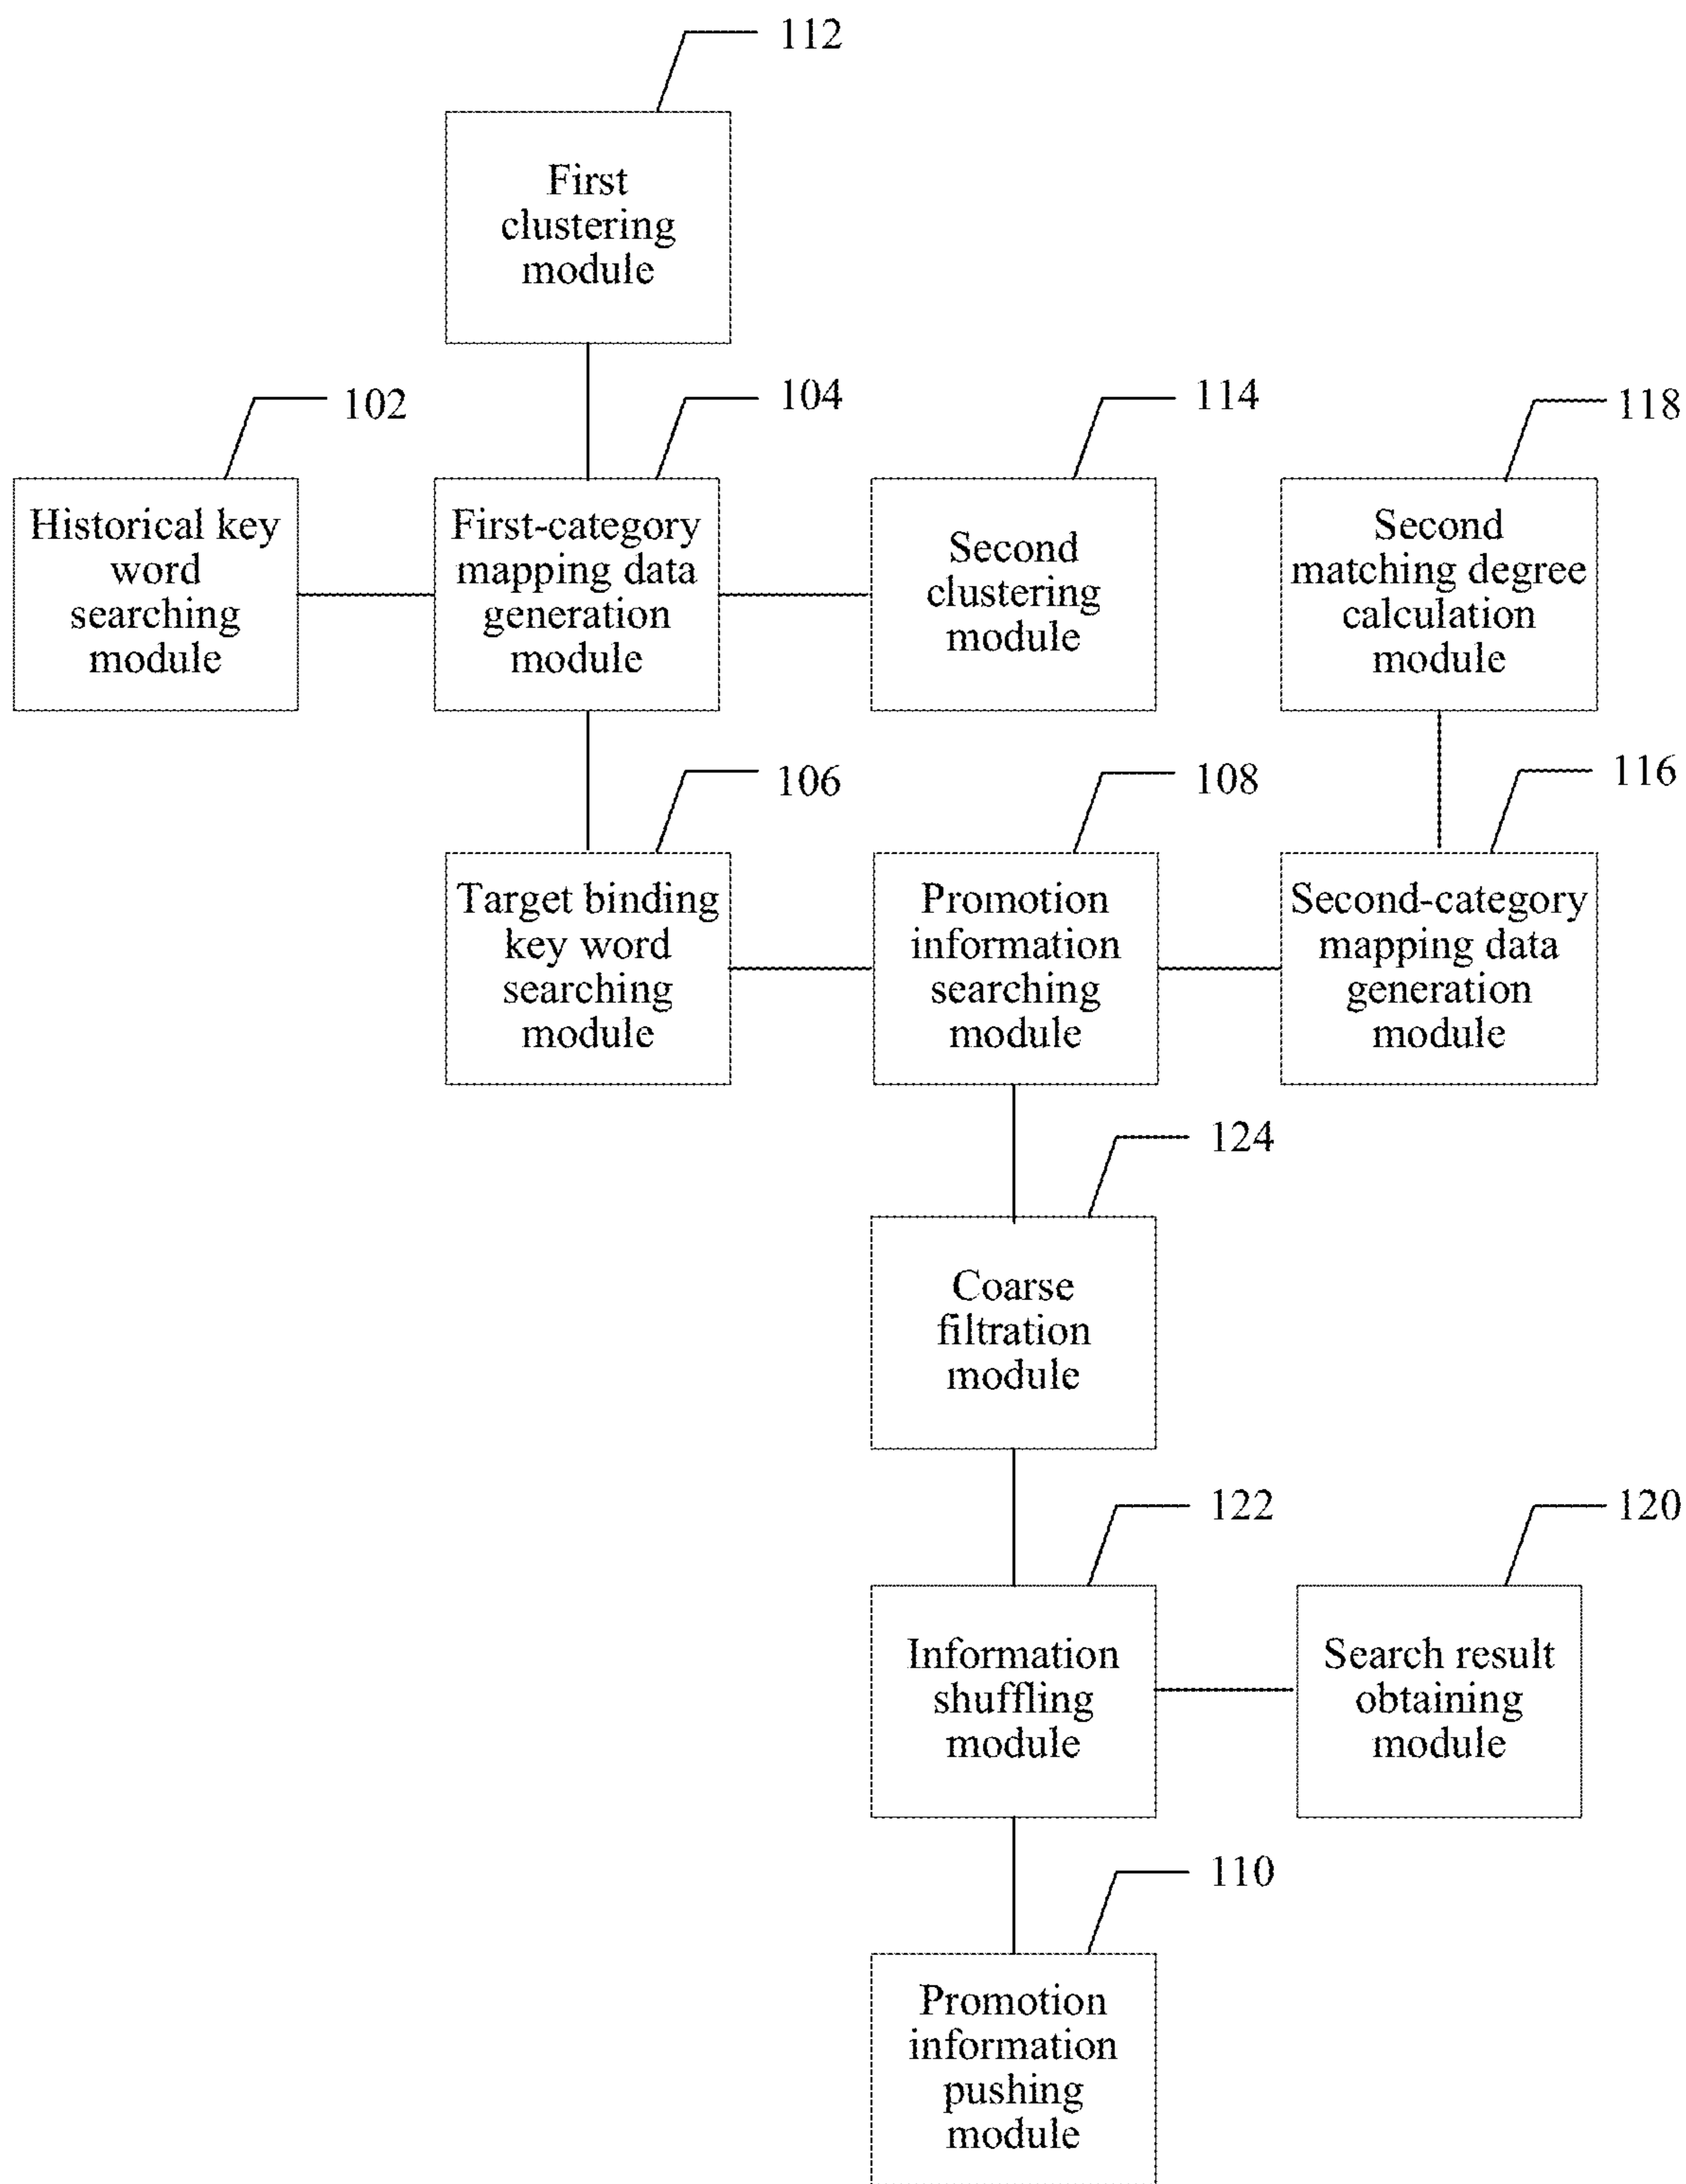 112
First
clustering
module
102
104
114
118
Historical key
word
searching
module
First-category
mapping data
generation
module
Second
clustering
module
Second
matching degree
calculation
module
106
108
116
Target binding
key word
searching
module
Promotion
information
searching
module
Second-category
mapping data
generation
module
124
Coarse
filtration
module
122
120
Information
shuffling
module
Search result
obtaining
module
110
Promotion
information
pushing
module